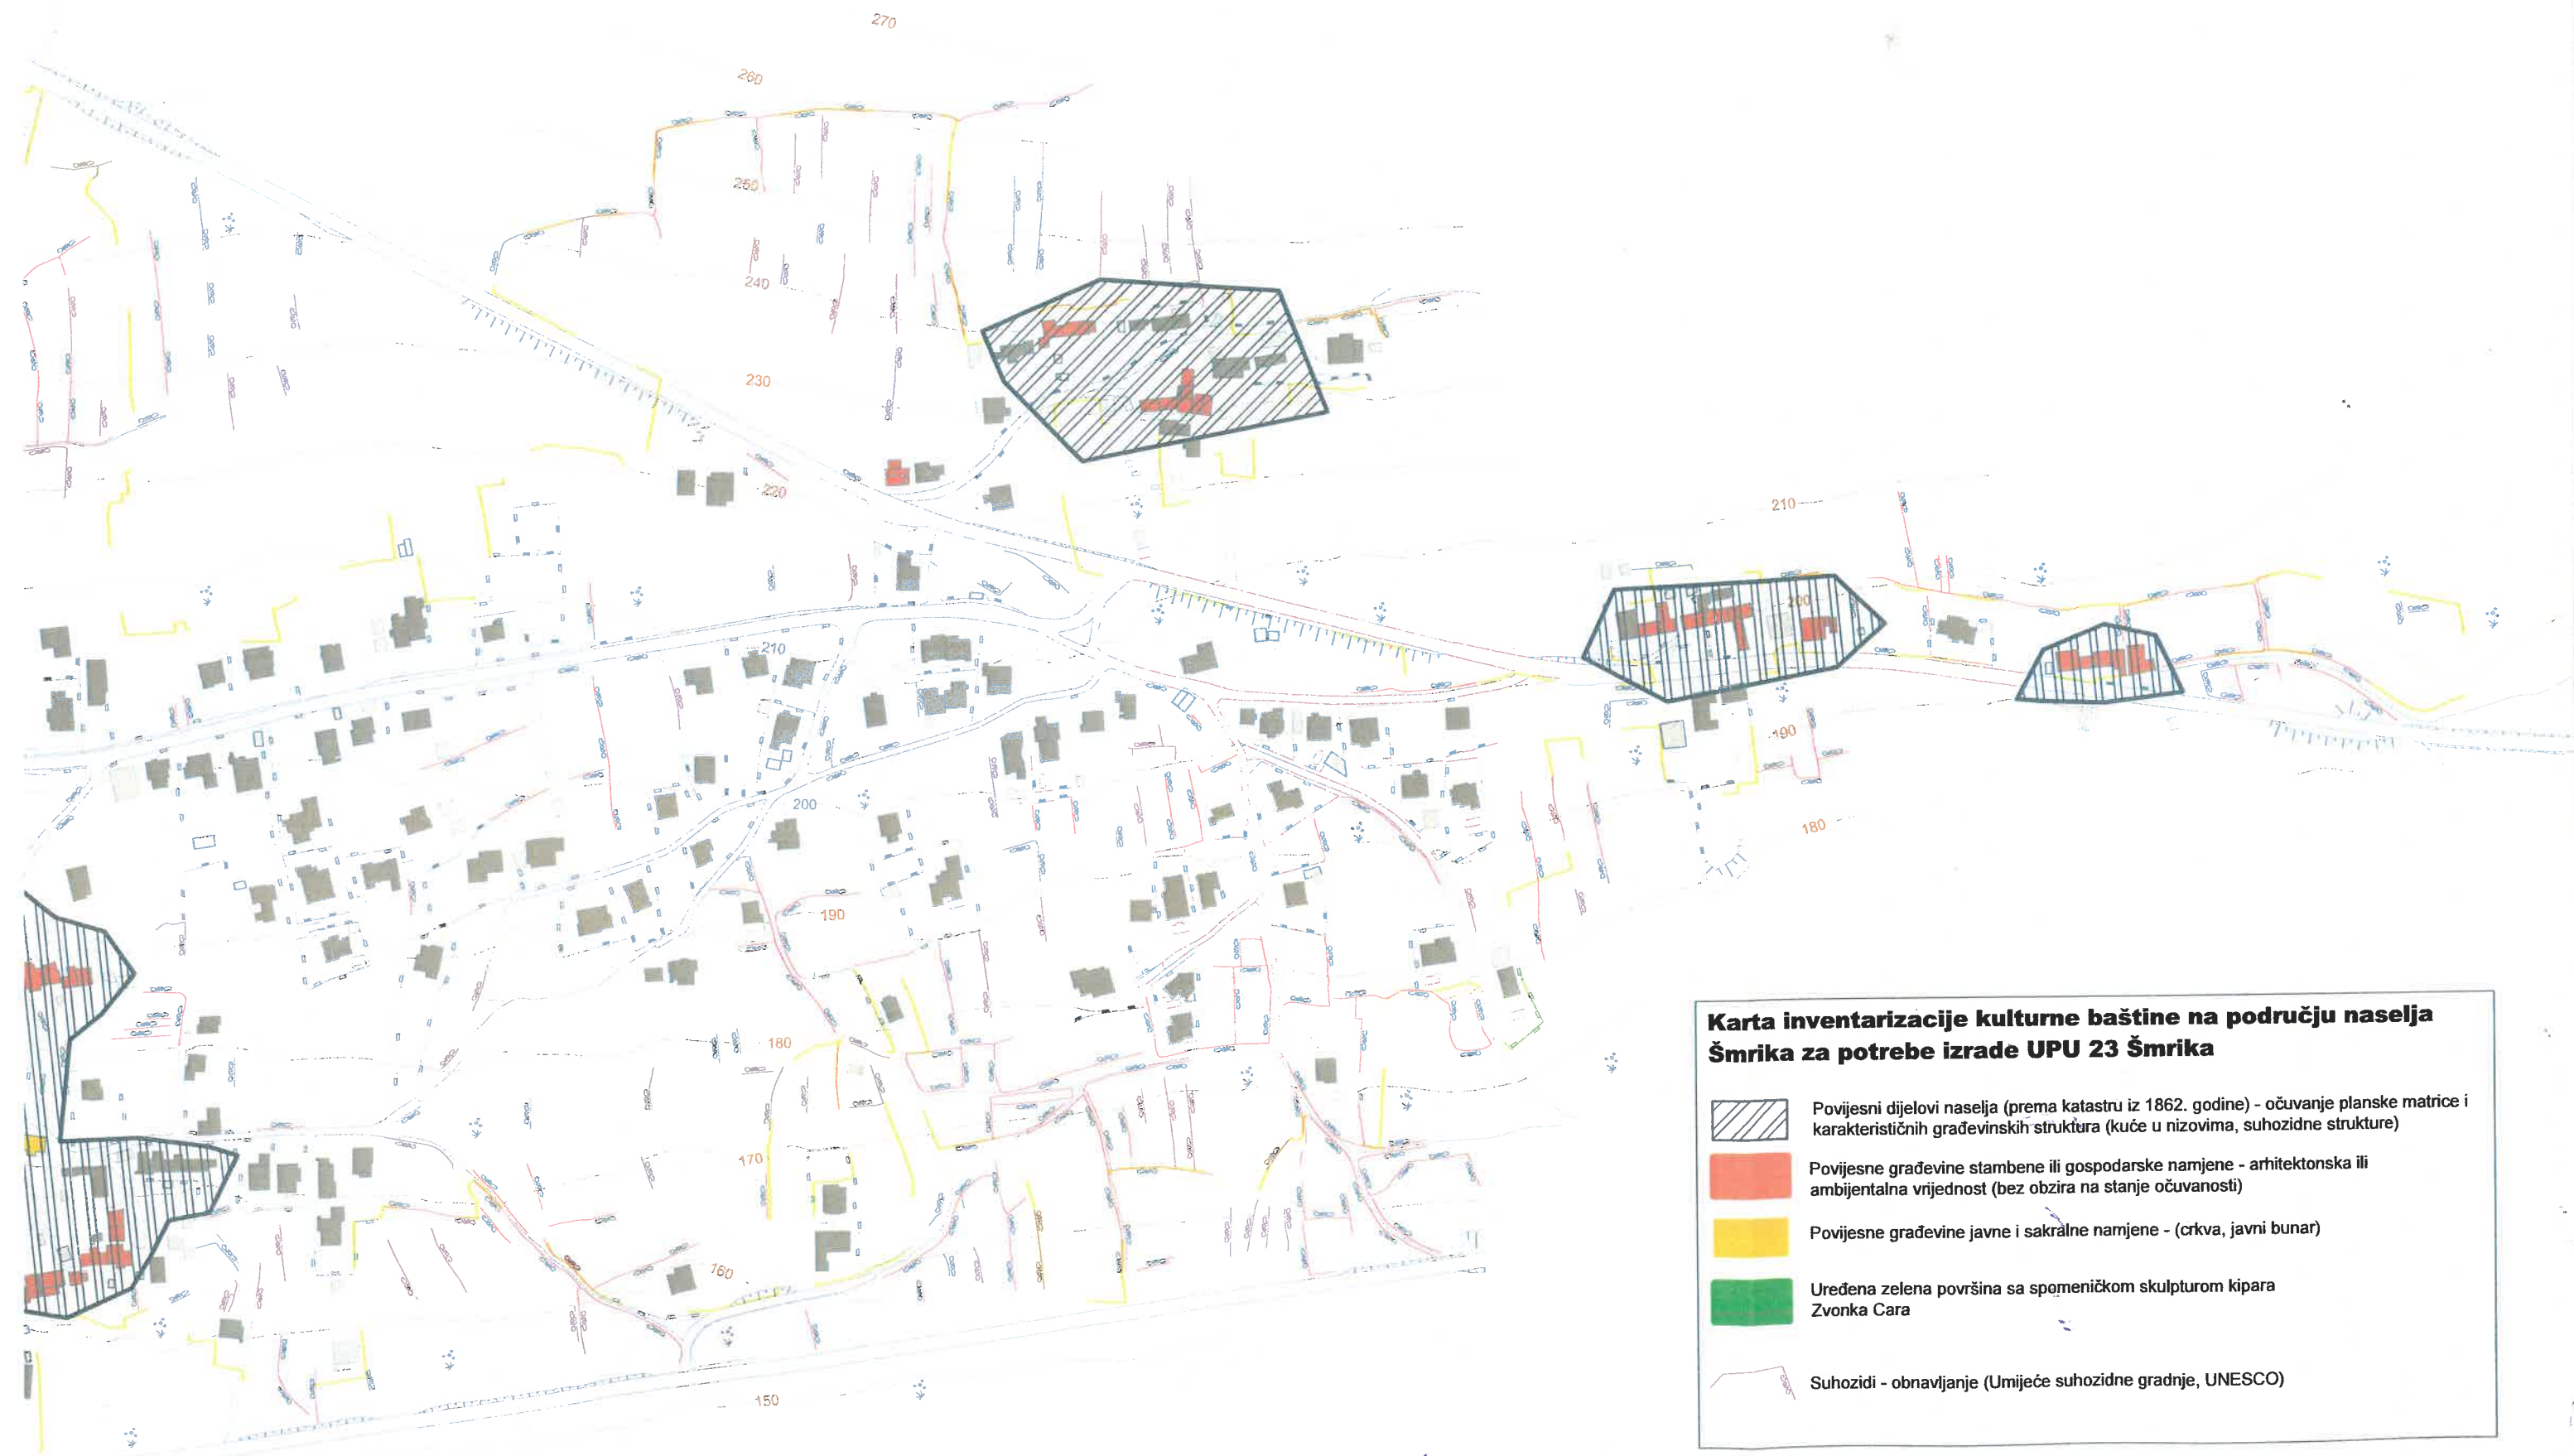 270
260
250
240
230
220
210
210
200
210
200
190
190
180
180
170
160
150
Karta inventarizacije kulturne baštine na području naselja
Šmrika za potrebe izrade UPU 23 Šmrika
Povijesni dijelovi naselja (prema katastru iz 1862. godine) - očuvanje planske matrice i
karakterističnih građevinskih struktura (kuće u nizovima, suhozidne strukture)
Povijesne građevine stambene ili gospodarske namjene - arhitektonska ili
ambijentalna vrijednost (bez obzira na stanje očuvanosti)
Povijesne građevine javne i sakralne namjene - (crkva, javni bunar)
Uređena zelena površina sa spomeničkom skulpturom kipara
Zvonka Cara
Suhozidi - obnavljanje (Umijeće suhozidne gradnje, UNESCO)